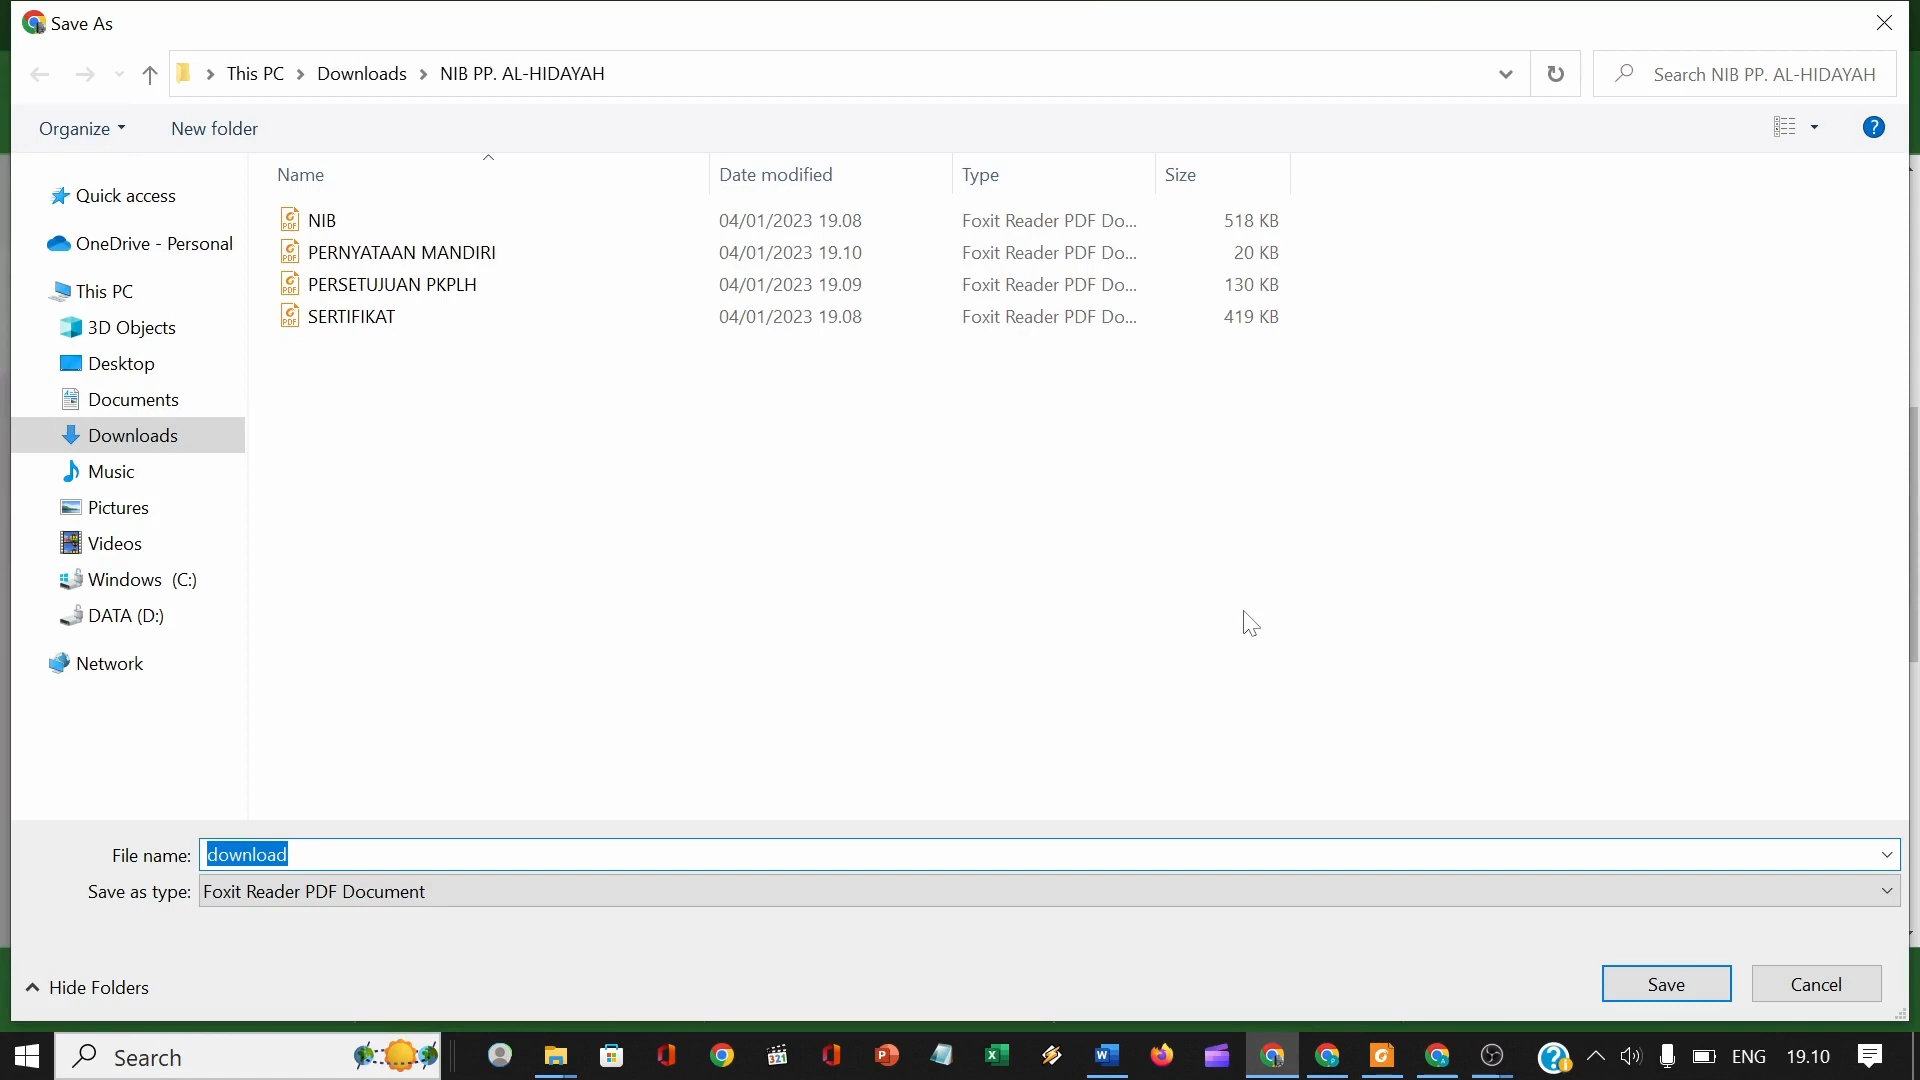 Save As
This PC > Downloads > NIB PP. AL-HIDAYAH
Search NIB PP. AL-HIDAYAH
Organize
New folder
Name
Date modified
Type
Size
NIB 04/01/2023 19.08 Foxit Reader PDF Do... 518 KB
PERNYATAAN MANDIRI 04/01/2023 19.10 Foxit Reader PDF Do... 20 KB
PERSETUJUAN PKPLH 04/01/2023 19.09 Foxit Reader PDF Do... 130 KB
SERTIFIKAT 04/01/2023 19.08 Foxit Reader PDF Do... 419 KB
Quick access
OneDrive - Personal
This PC
3D Objects
Desktop
Documents
Downloads
Music
Pictures
Videos
Windows (C:)
DATA (D:)
Network
File name: download
Save as type: Foxit Reader PDF Document
Hide Folders
Save
Cancel
Search
ENG
19.10